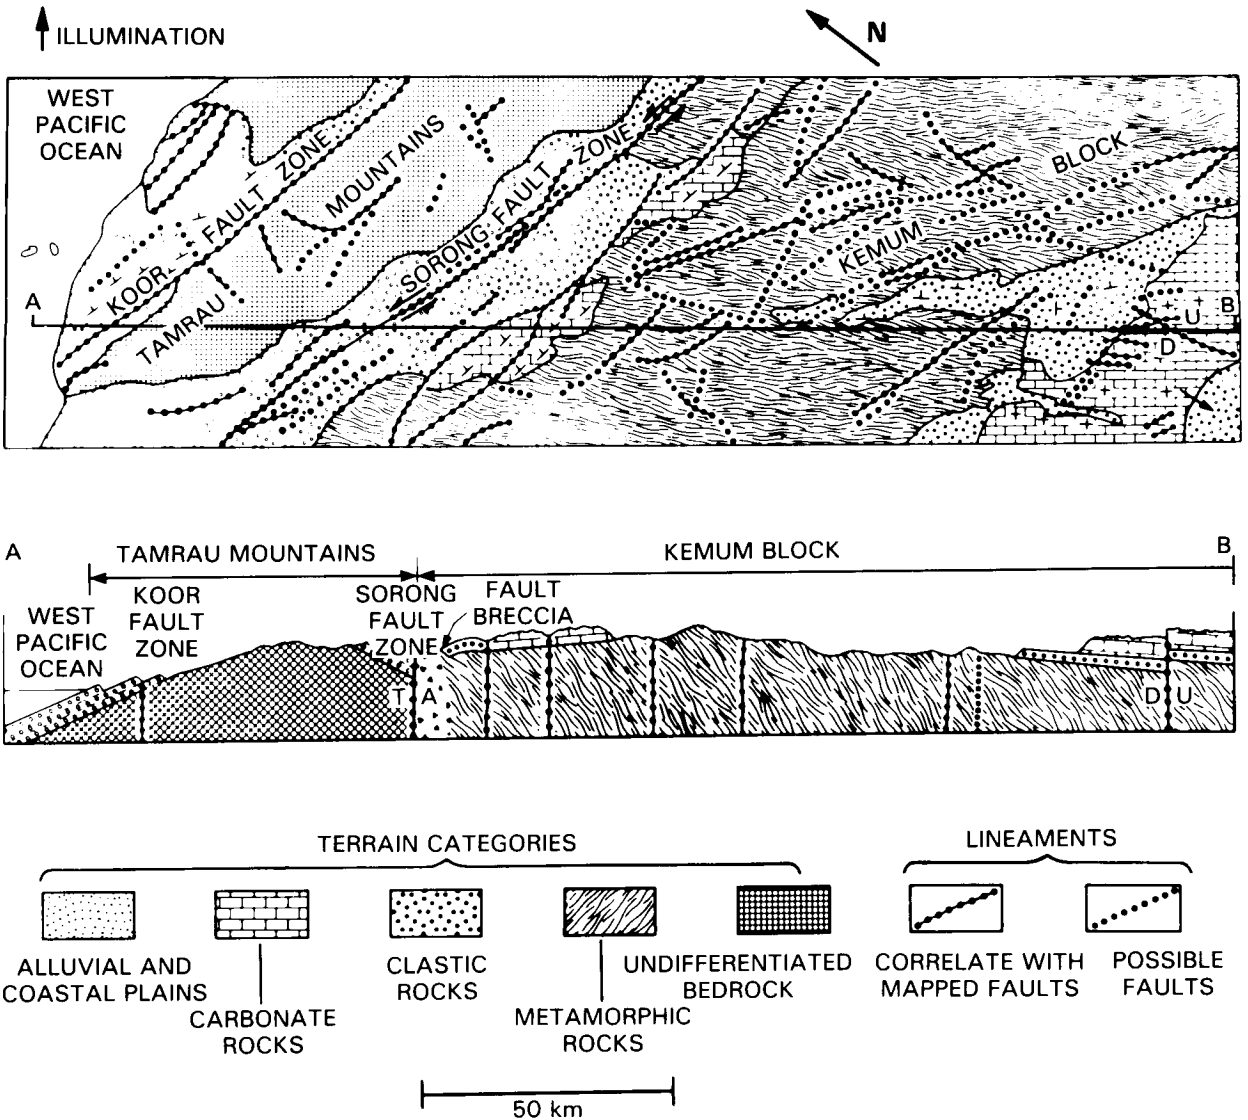 ILLUMINATION
N
WEST
PACIFIC
OCEAN
KOOR FAULT ZONE
TAMRAU MOUNTAINS
SORONG FAULT ZONE
KEMUM BLOCK
A
B
U
D
A
TAMRAU MOUNTAINS
KEMUM BLOCK
B
WEST
PACIFIC
OCEAN
KOOR
FAULT
ZONE
SORONG
FAULT
ZONE
FAULT
BRECCIA
T A
D U
TERRAIN CATEGORIES
LINEAMENTS
ALLUVIAL AND
COASTAL PLAINS
CARBONATE
ROCKS
CLASTIC
ROCKS
METAMORPHIC
ROCKS
UNDIFFERENTIATED
BEDROCK
CORRELATE WITH
MAPPED FAULTS
POSSIBLE
FAULTS
50 km